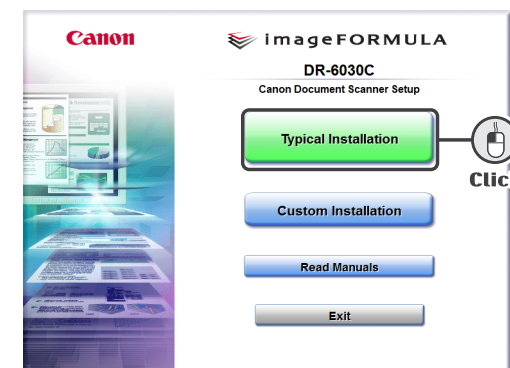 Canon
imageFORMULA
DR-6030C
Canon Document Scanner Setup
Typical Installation
Clic
Custom Installation
Read Manuals
Exit